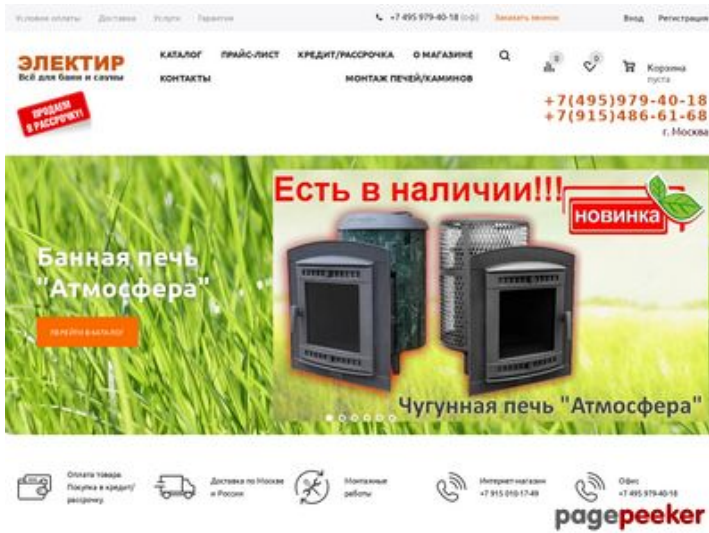 Условия оплаты Доставка Услуги Гарантия +7 495 979-40-18 (оф) Заказать звонок Вход Регистрация
ЭЛЕКТИР
Всё для бани и сауны
КАТАЛОГ ПРАЙС-ЛИСТ КРЕДИТ/РАССРОЧКА О МАГАЗИНЕ
КОНТАКТЫ МОНТАЖ ПЕЧЕЙ/КАМИНОВ
0 0 Корзина
пуста
ПРОДАЕМ
В РАССРОЧКУ!
+7(495)979-40-18
+7(915)486-61-68
г. Москва
Есть в наличии!!!
НОВИНКА
Банная печь
"Атмосфера"
ПЕРЕЙТИ В КАТАЛОГ
Чугунная печь "Атмосфера"
Оплата товара.
Покупка в кредит/
рассрочку.
Доставка по Москве
и России
Монтажные
работы
Интернет-магазин
+7 915 010-17-49
Офис
+7 495 979-40-18
pagepeeker